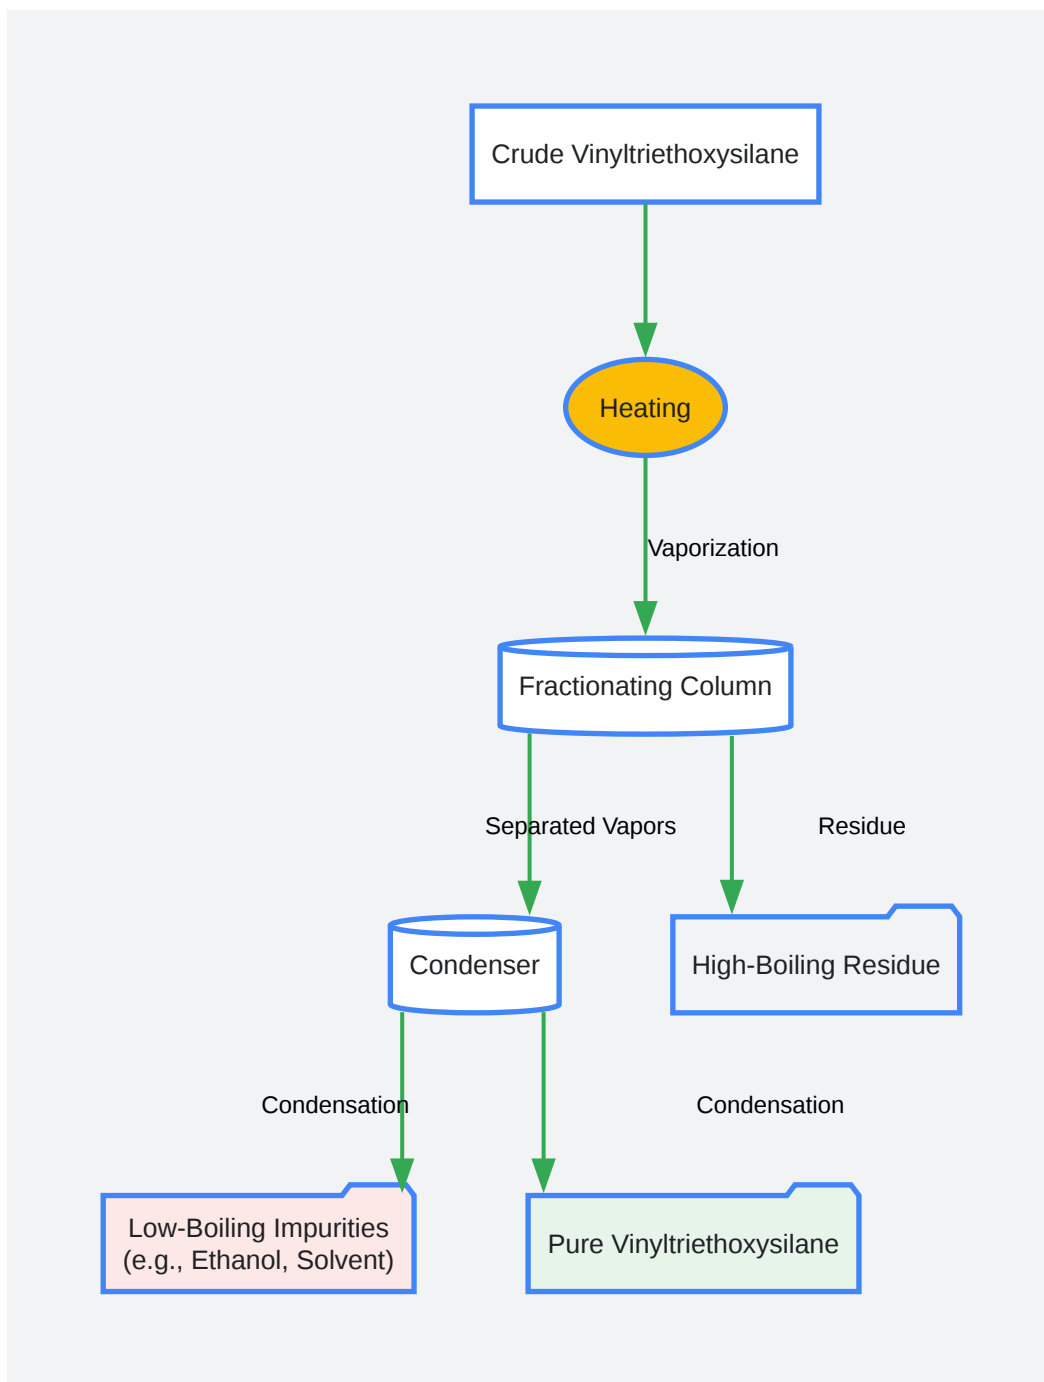 Crude Vinyltriethoxysilane
Heating
Vaporization
Fractionating Column
Separated Vapors
Residue
Condenser
High-Boiling Residue
Condensation
Condensation
Low-Boiling Impurities
(e.g., Ethanol, Solvent)
Pure Vinyltriethoxysilane